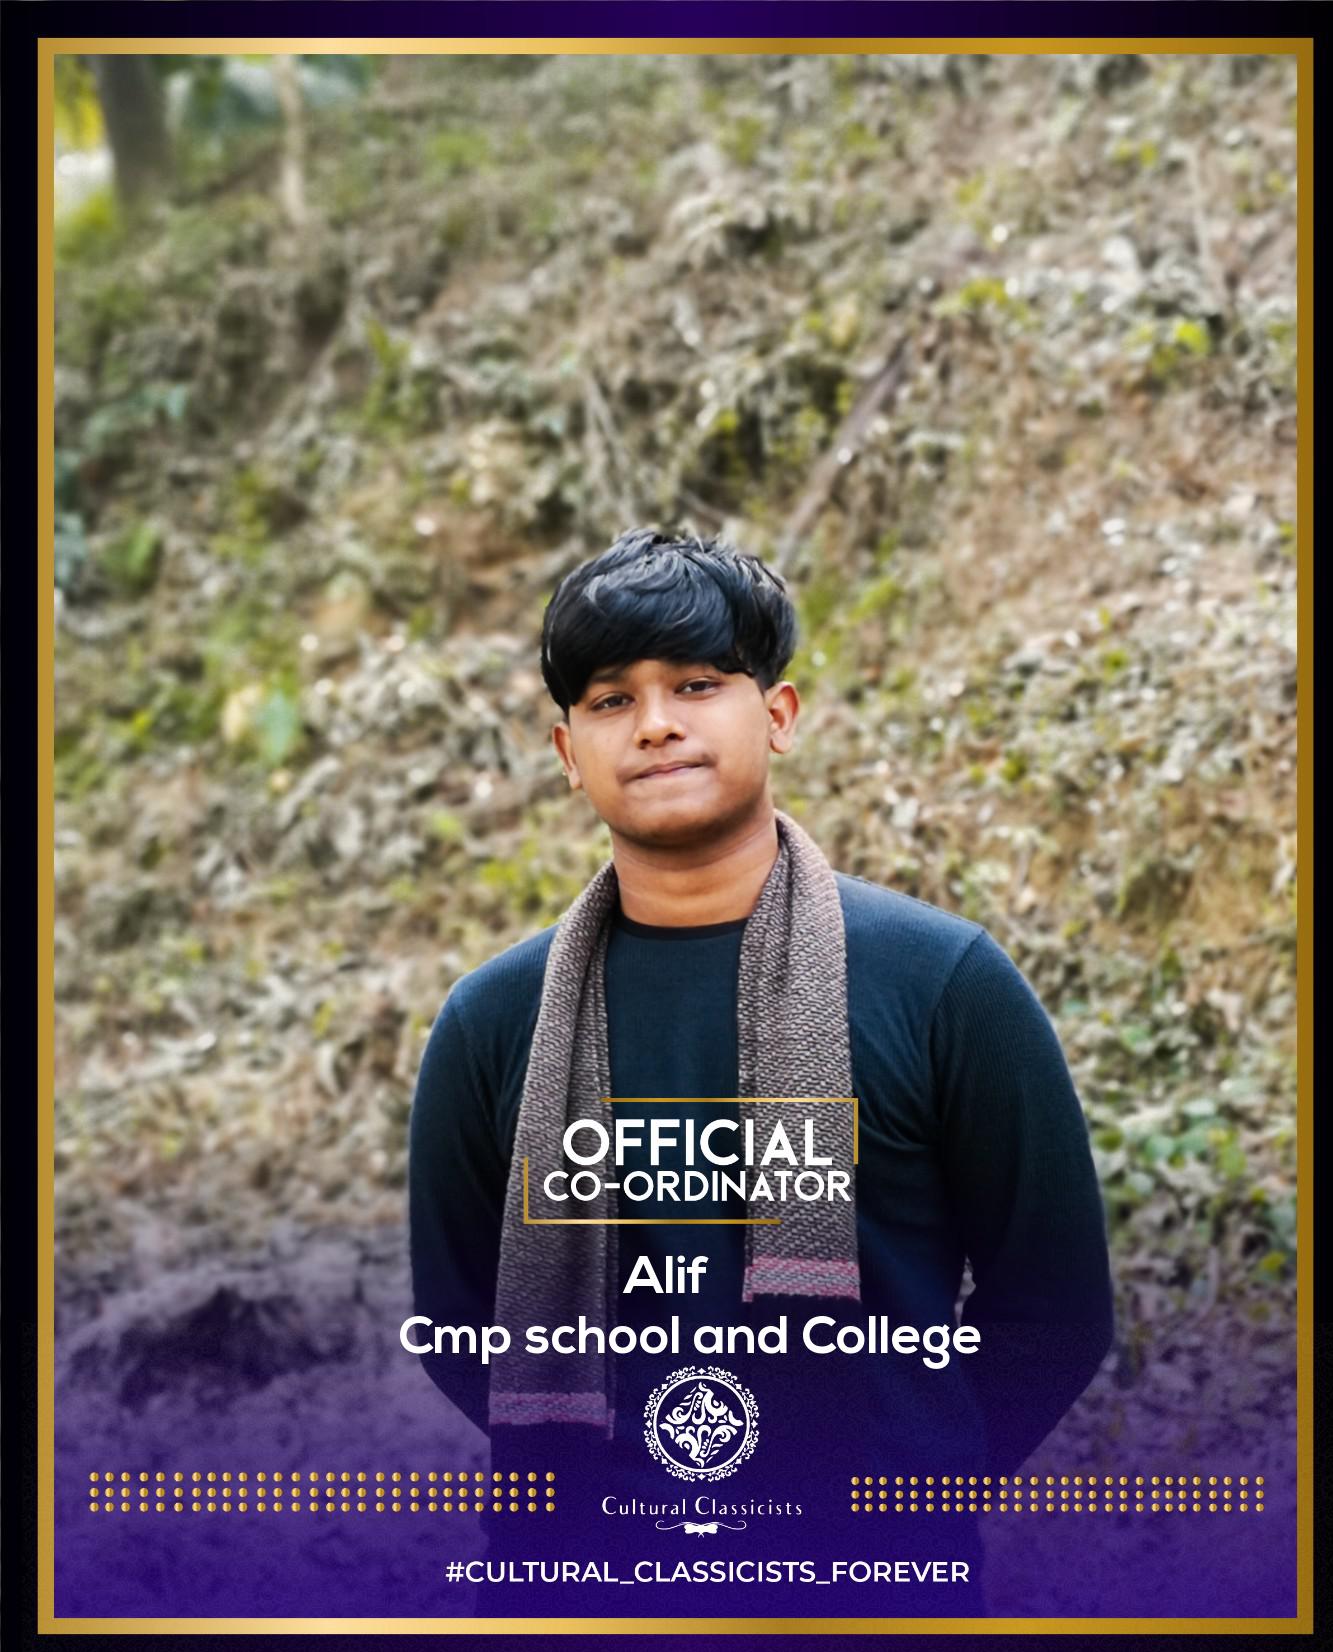 OFFICIAL
CO-ORDINATOR
Alif
Cmp school and College
Cultural Classicists
#CULTURAL_CLASSICISTS_FOREVER